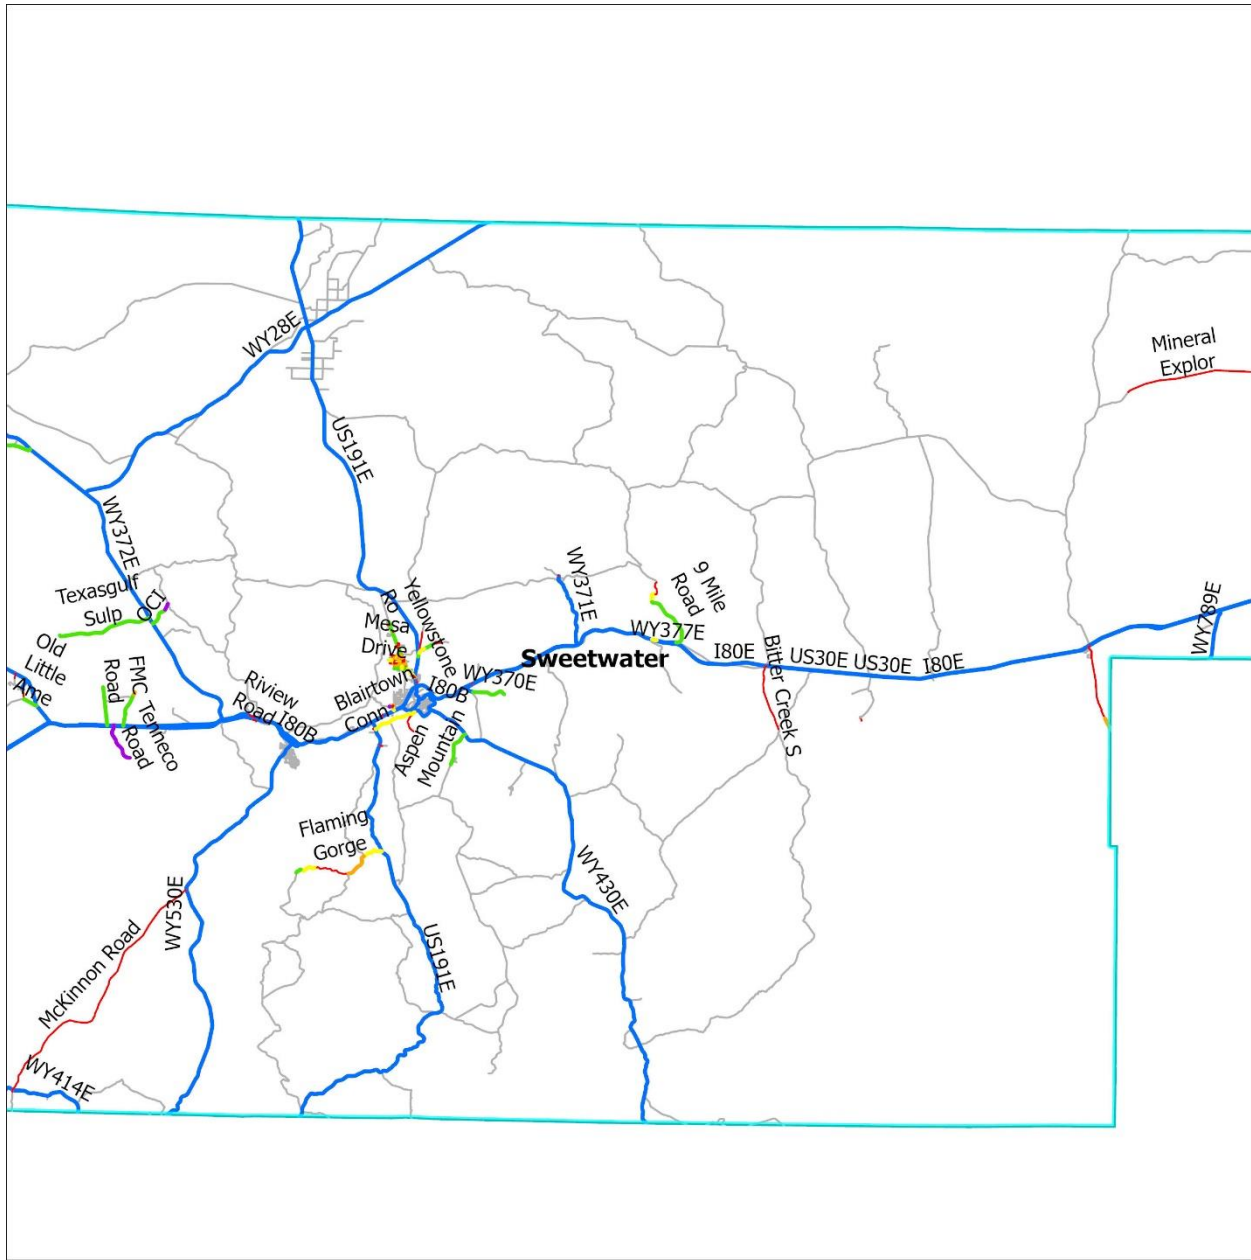 WY28E
Mineral
Explor
US191E
WY372E
Texasgulf
Sulp
OCI
Yellowstone
Ro
Mesa
Drive
WY371E
9 Mile
Road
WY377E
WY789E
Old
Little
Ame
Road
FMC
Tenneco
Road
Riview
Road
I80B
Blairtown
Conn
I80B
WY370E
Sweetwater
I80E
US30E
US30E
I80E
Bitter Creek S
Aspen
Mountain
Flaming
Gorge
WY530E
WY430E
US191E
McKinnon Road
WY414E